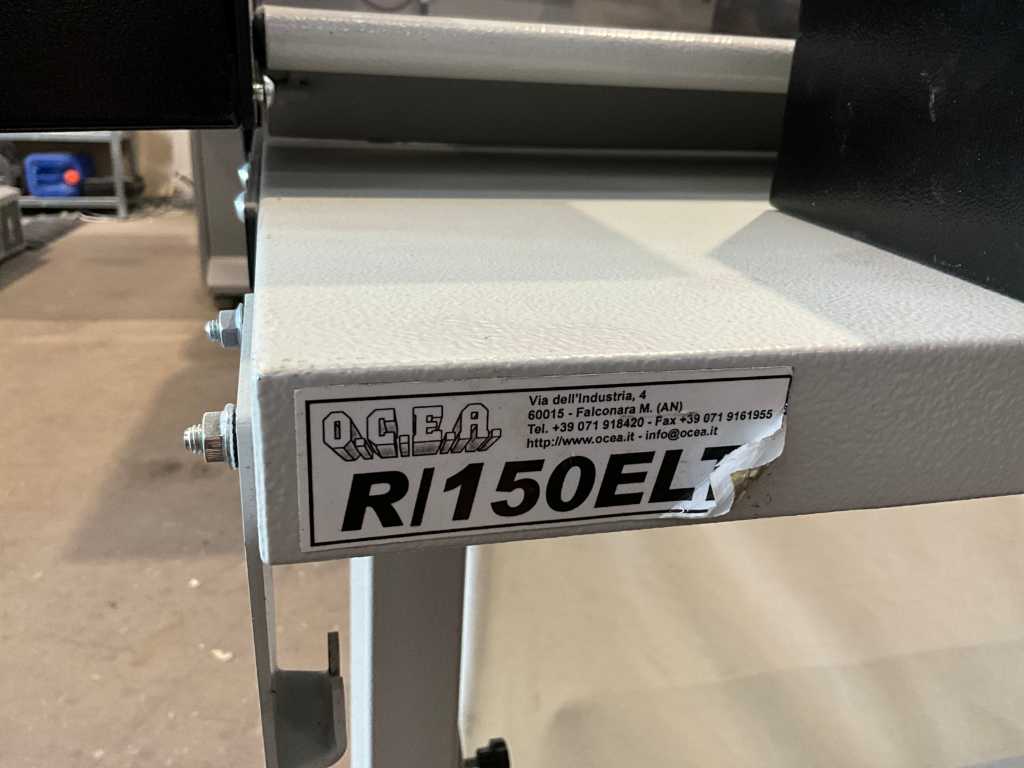 O.C.E.A.
Via dell'Industria, 4
60015 - Falconara M. (AN)
Tel. +39 071 918420 - Fax +39 071 9161955
http://www.ocea.it - info@ocea.it
R/150ELT